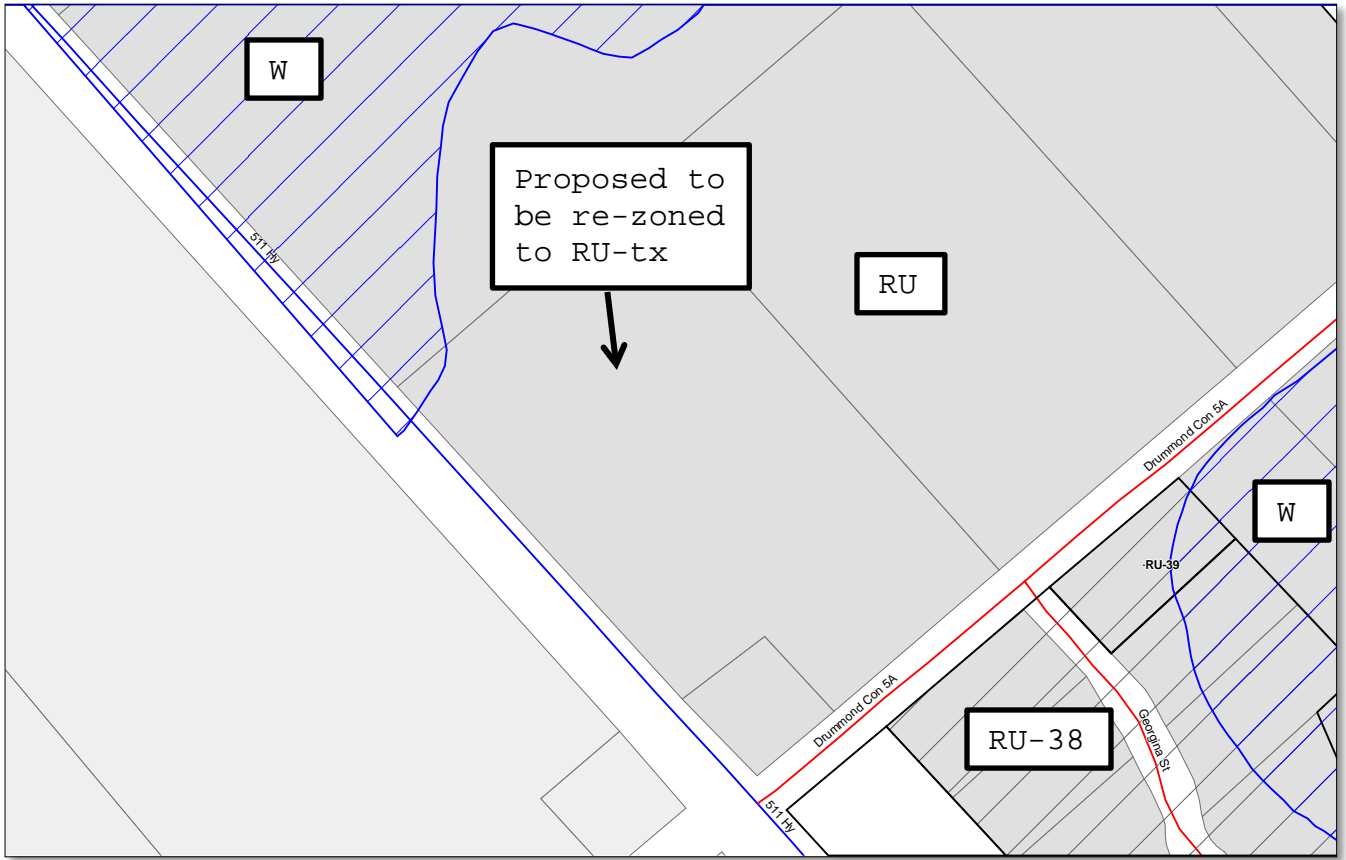 W
511 Hy
Proposed to
be re-zoned
to RU-tx
RU
Drummond Con 5A
W
·RU-39
Drummond Con 5A
RU-38
Georgina St
511 Hy